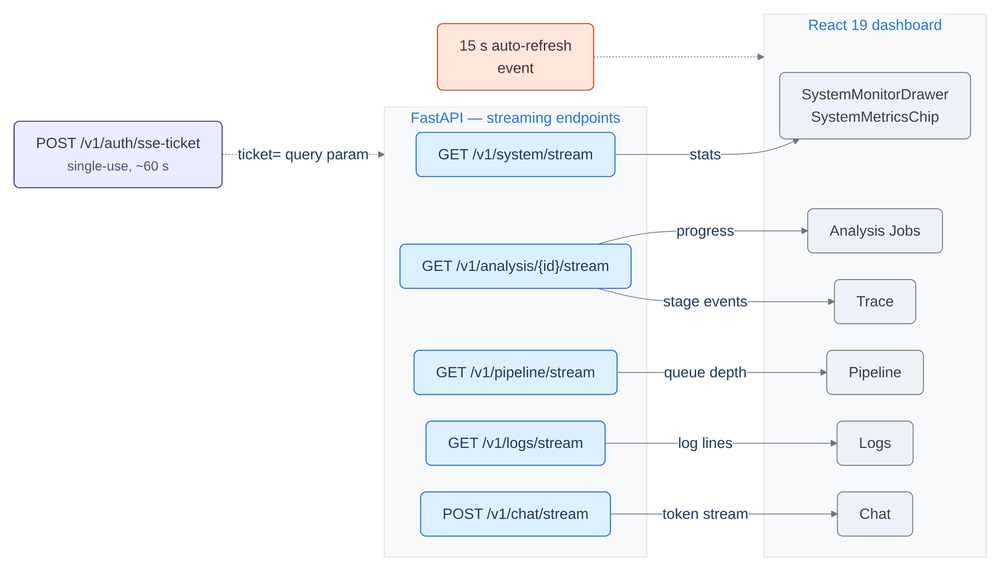 React 19 dashboard
15 s auto-refresh
event
SystemMonitorDrawer
SystemMetricsChip
FastAPI — streaming endpoints
POST /v1/auth/sse-ticket
single-use, ~60 s
ticket= query param
GET /v1/system/stream
stats
progress
Analysis Jobs
GET /v1/analysis/{id}/stream
stage events
Trace
GET /v1/pipeline/stream
queue depth
Pipeline
GET /v1/logs/stream
log lines
Logs
POST /v1/chat/stream
token stream
Chat